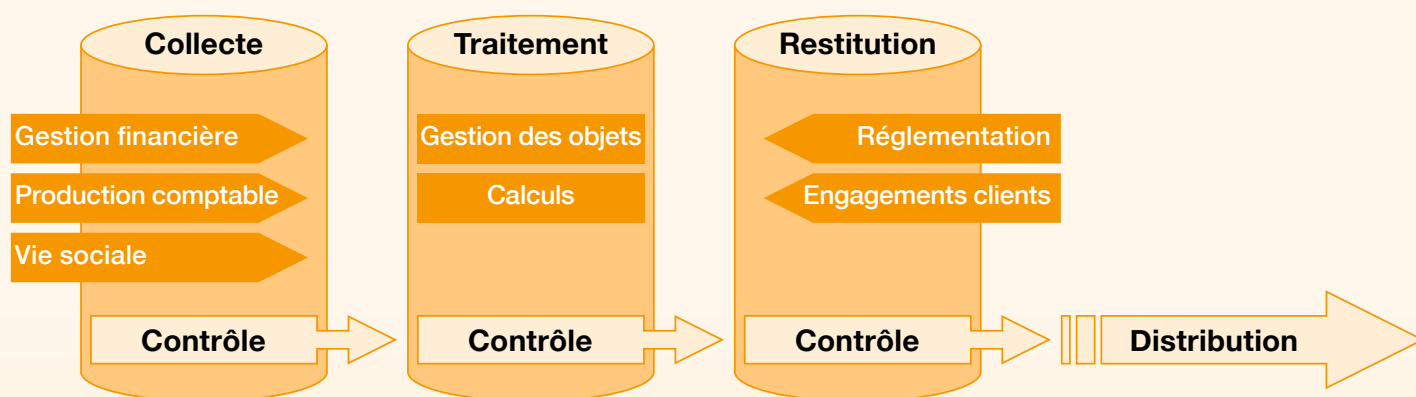 Collecte
Gestion financière
Production comptable
Vie sociale
Contrôle
Traitement
Gestion des objets
Calculs
Contrôle
Restitution
Réglementation
Engagements clients
Contrôle
Distribution